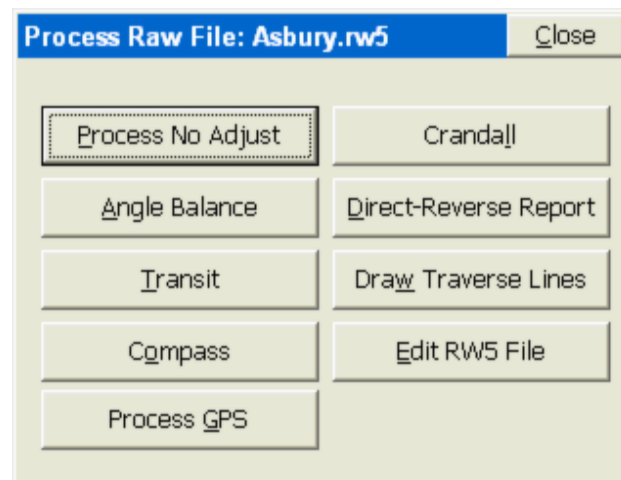 Process Raw File: Asbury.rw5 Close
Process No Adjust Crandall
Angle Balance Direct-Reverse Report
Transit Draw Traverse Lines
Compass Edit RW5 File
Process GPS